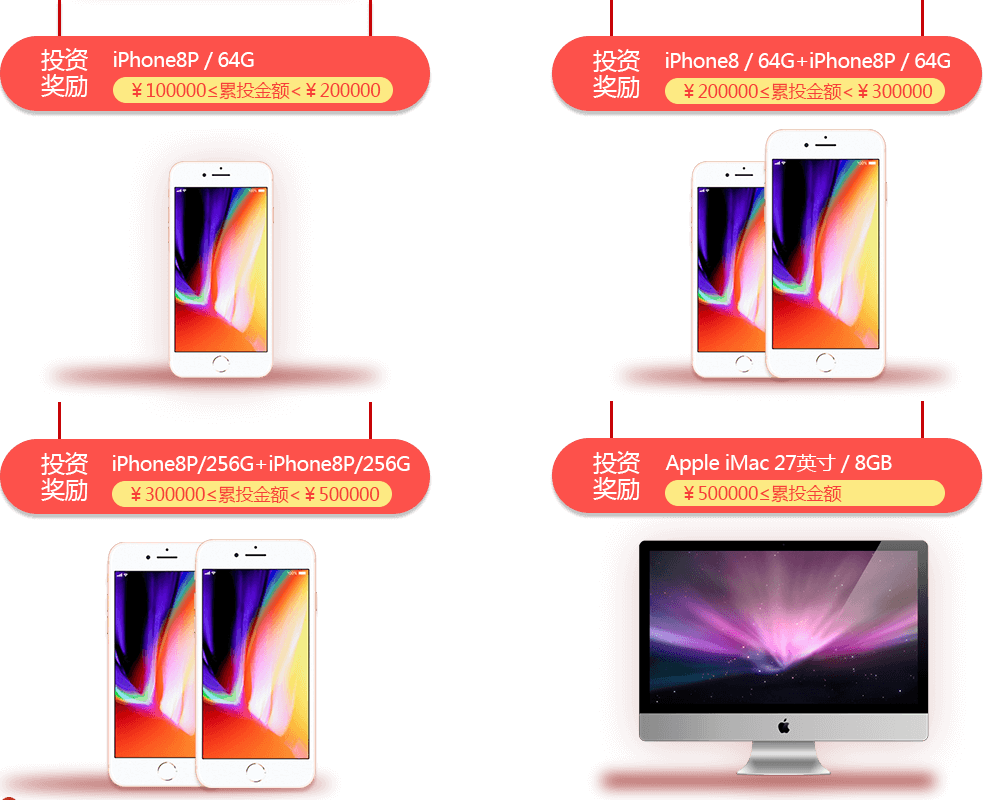 投资
奖励
iPhone8P / 64G
￥100000≤累投金额<￥200000
投资
奖励
iPhone8 / 64G+iPhone8P / 64G
￥200000≤累投金额<￥300000
投资
奖励
iPhone8P/256G+iPhone8P/256G
￥300000≤累投金额<￥500000
投资
奖励
Apple iMac 27英寸 / 8GB
￥500000≤累投金额